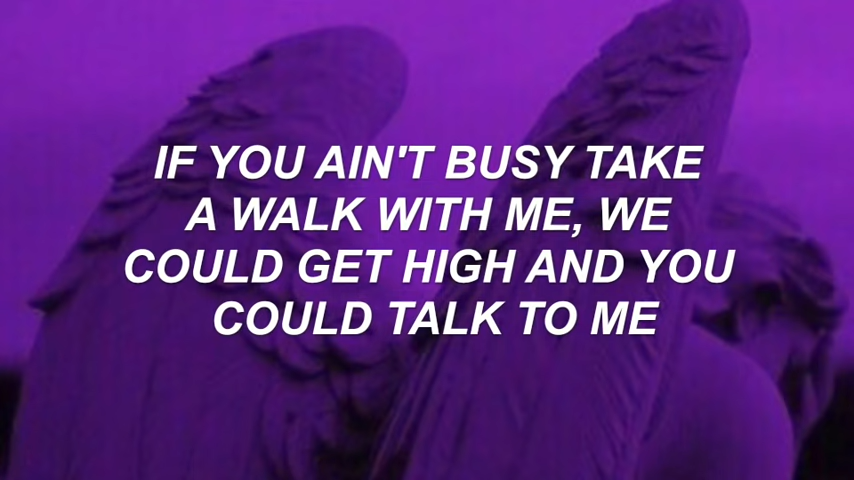 IF YOU AIN'T BUSY TAKE
A WALK WITH ME, WE
COULD GET HIGH AND YOU
COULD TALK TO ME